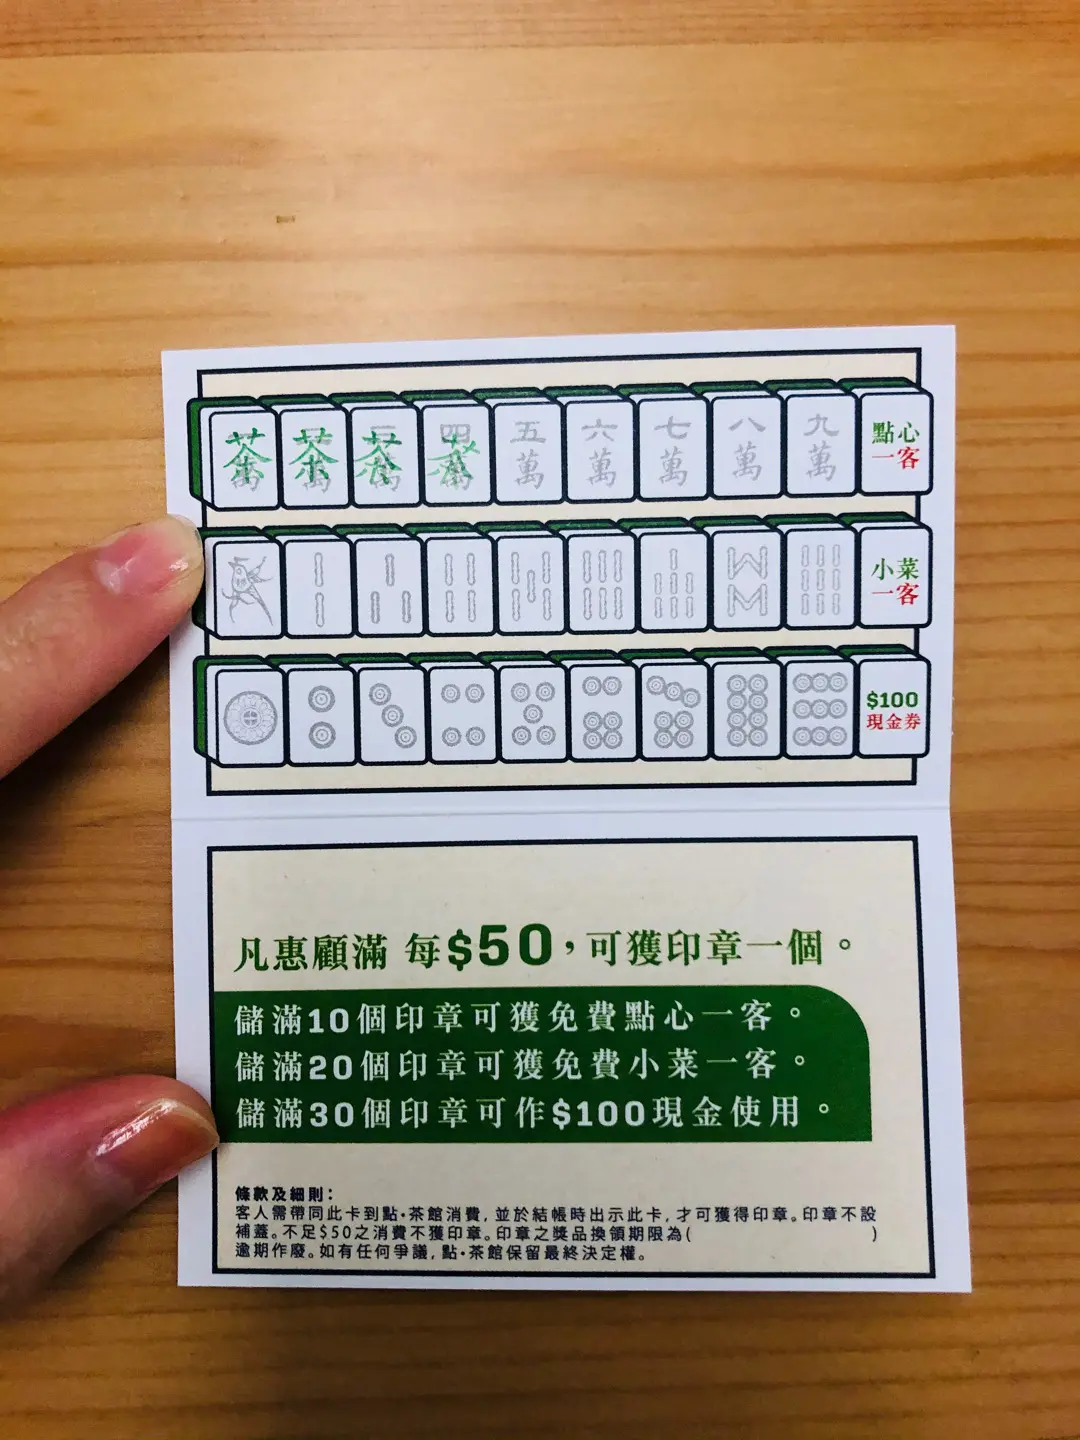 茶 茶 茶 茶 五萬 六萬 七萬 八萬 九萬 點心一客
小菜一客
$100現金券
凡惠顧滿 每$50，可獲印章一個。
儲滿10個印章可獲免費點心一客。
儲滿20個印章可獲免費小菜一客。
儲滿30個印章可作$100現金使用。
條款及細則：
客人需帶同此卡到點・茶館消費，並於結帳時出示此卡，才可獲得印章。印章不設
補蓋。不足$50之消費不獲印章。印章之獎品換領期限為( )
逾期作廢。如有任何爭議，點・茶館保留最終決定權。